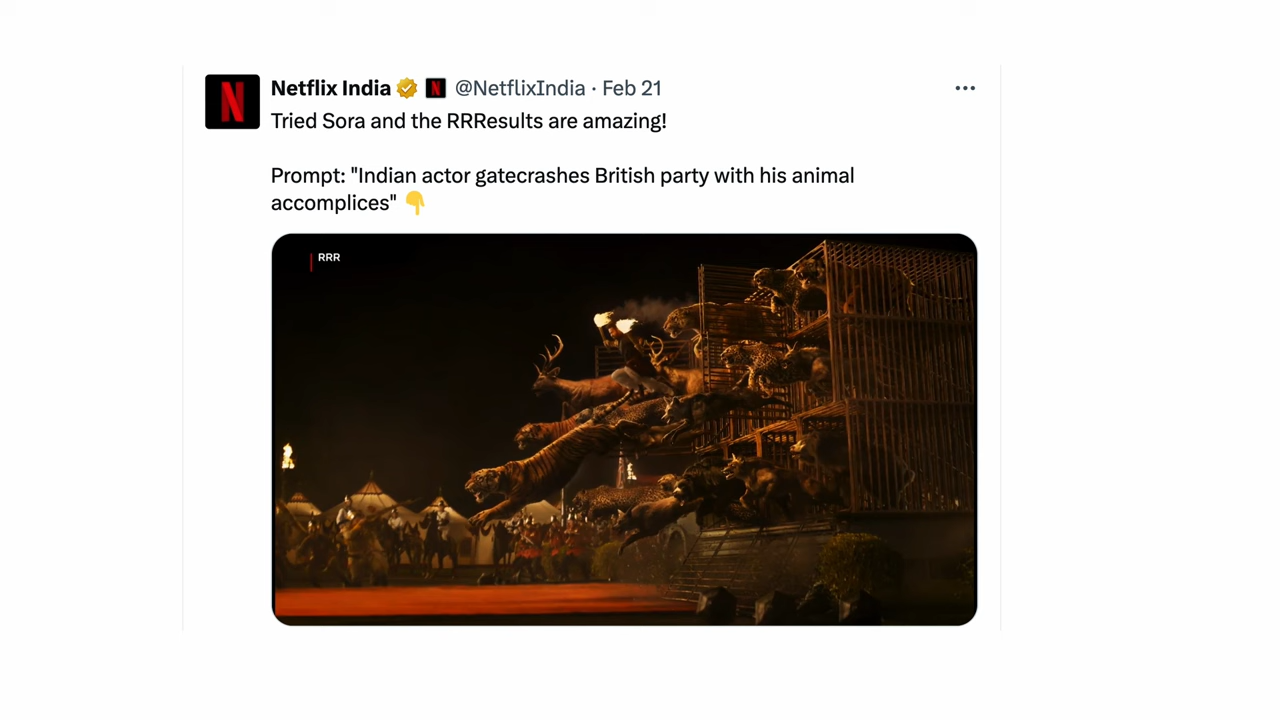 Netflix India @NetflixIndia · Feb 21
Tried Sora and the RRResults are amazing!
Prompt: "Indian actor gatecrashes British party with his animal
accomplices" 👇
RRR